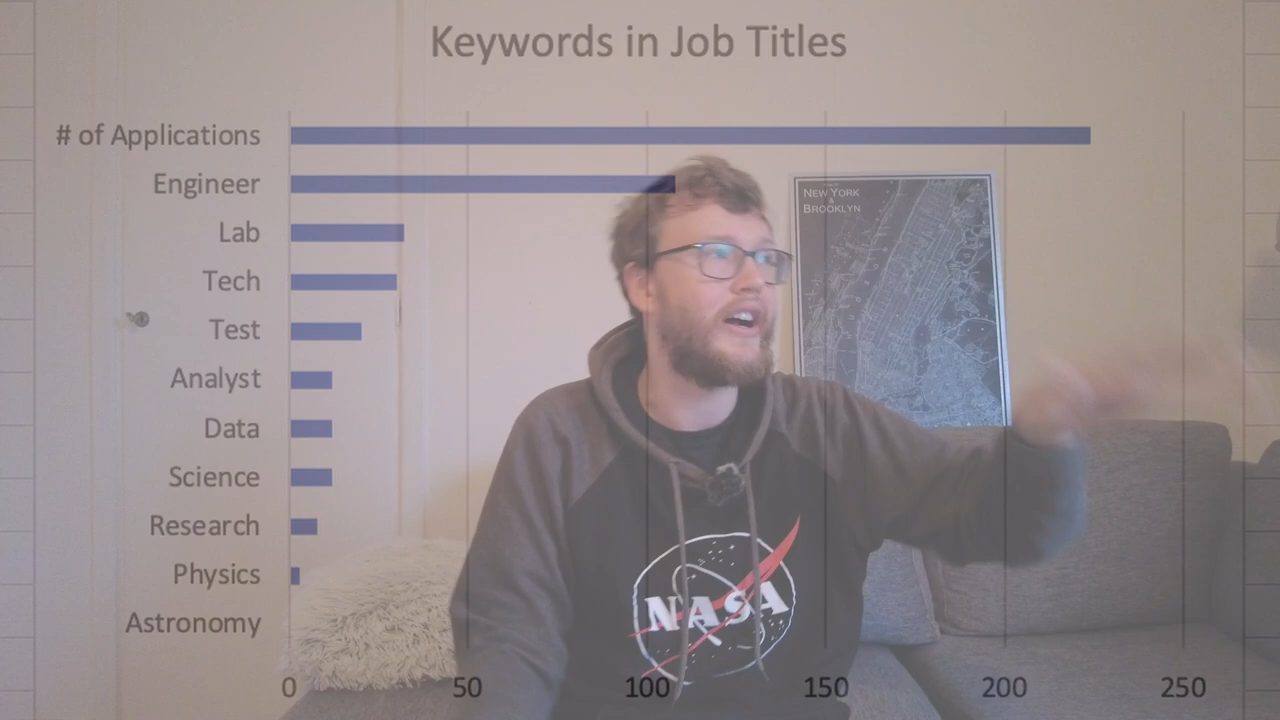 Keywords in Job Titles
# of Applications
Engineer
Lab
Tech
Test
Analyst
Data
Science
Research
Physics
Astronomy
0 50 100 150 200 250
NEW YORK
&
BROOKLYN
NASA